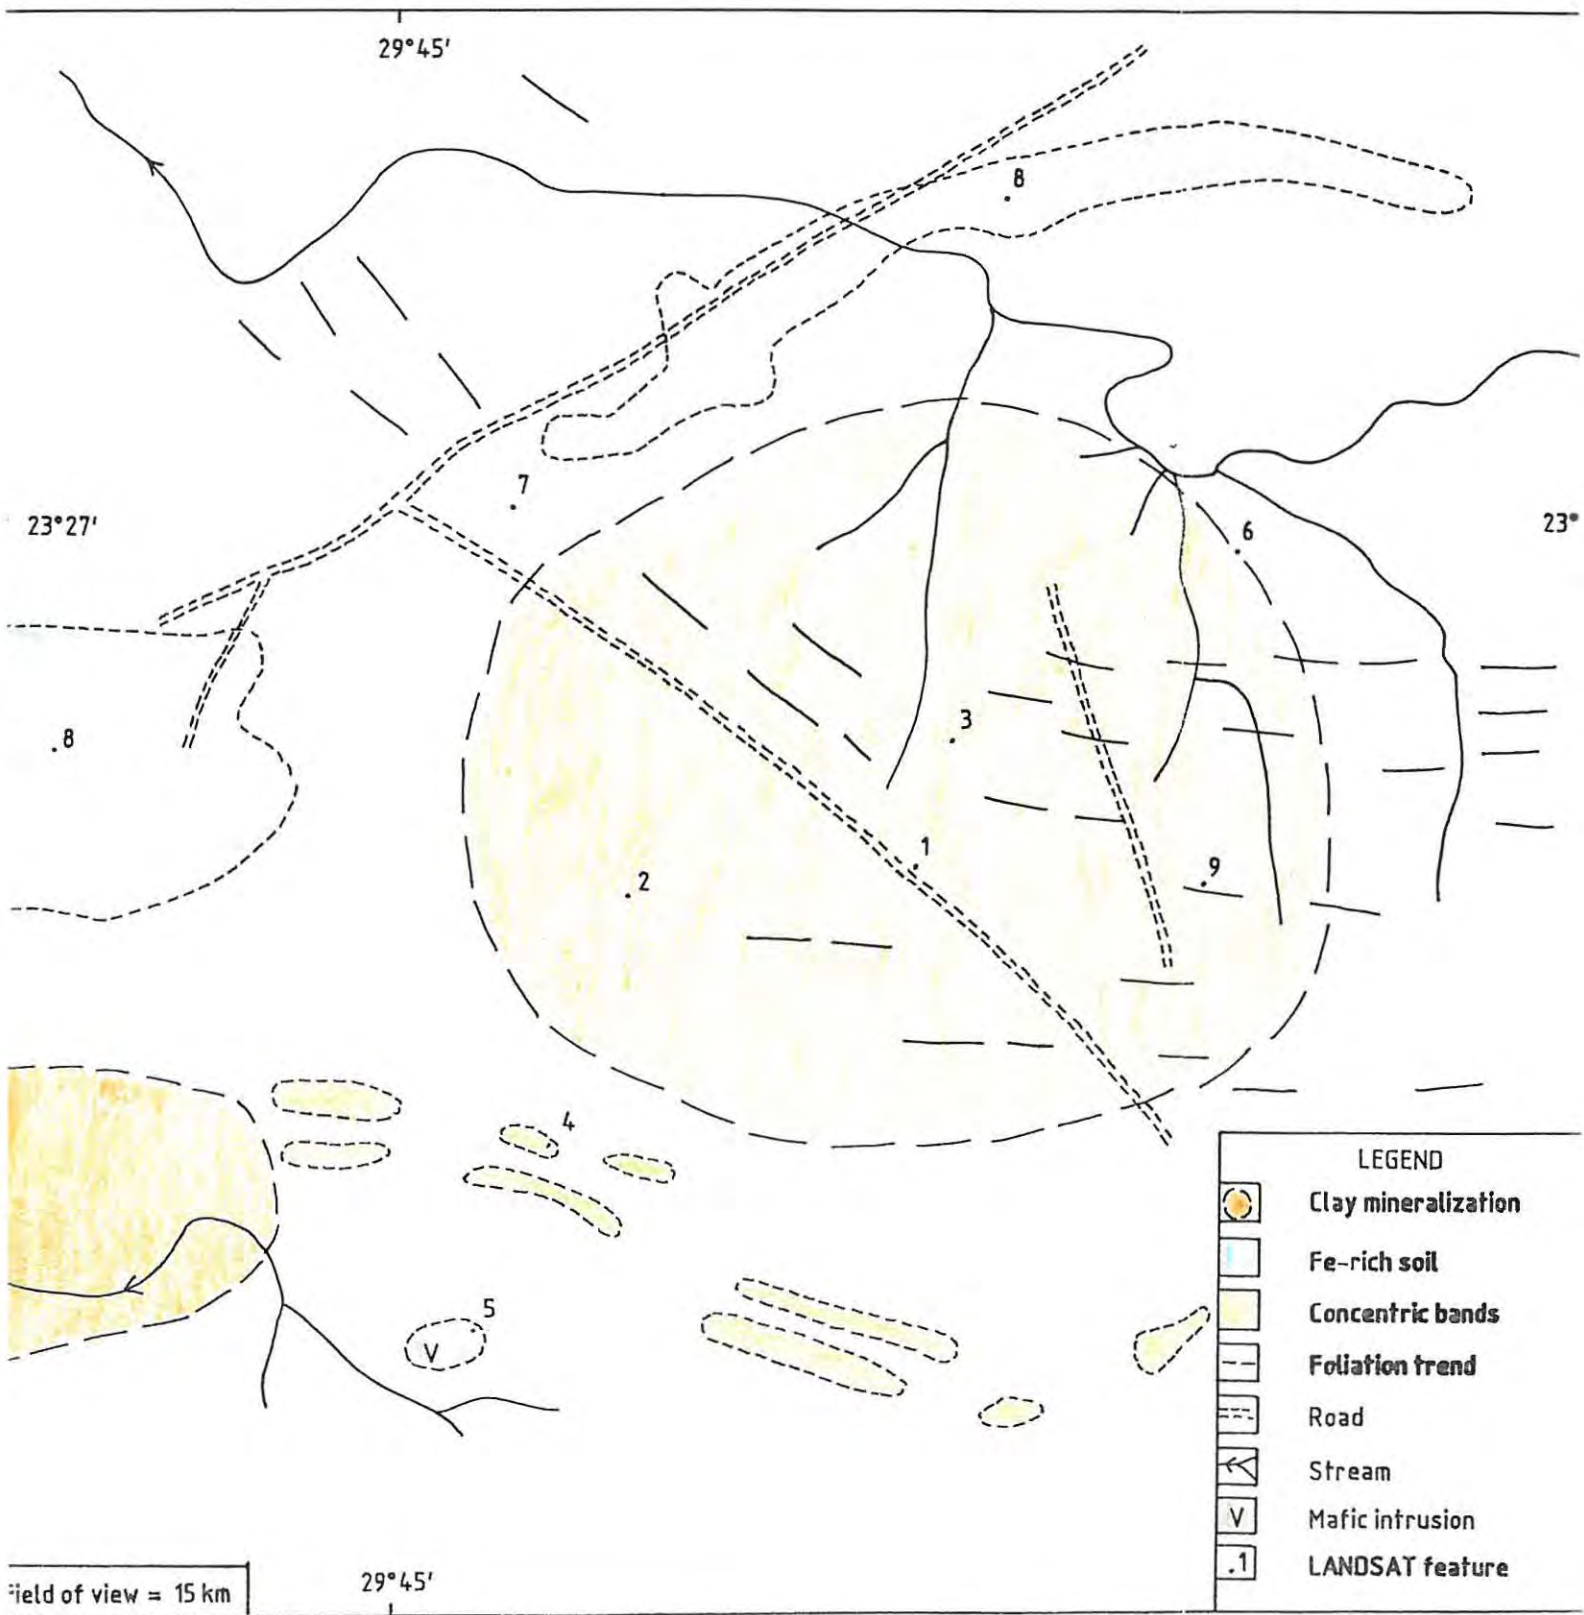 29°45'
8
7
23°27'
23°
6
8
3
1
2
9
4
5
V
LEGEND
Clay mineralization
Fe-rich soil
Concentric bands
Foliation trend
Road
Stream
V Mafic intrusion
.1 LANDSAT feature
field of view = 15 km
29°45'